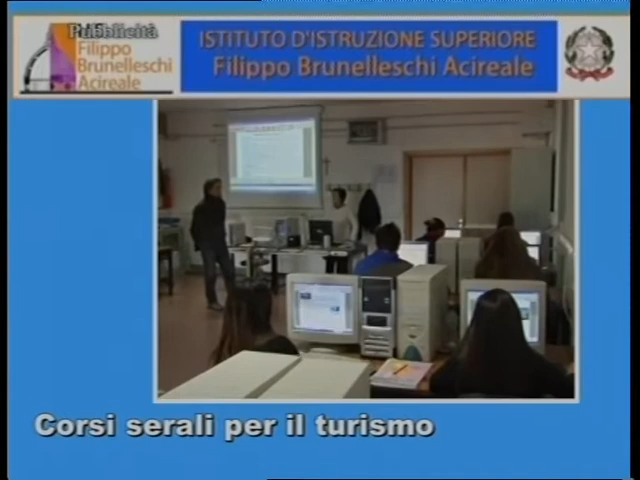 Pubblicità
Filippo
Brunelleschi
Acireale
ISTITUTO D'ISTRUZIONE SUPERIORE
Filippo Brunelleschi Acireale
Corsi serali per il turismo